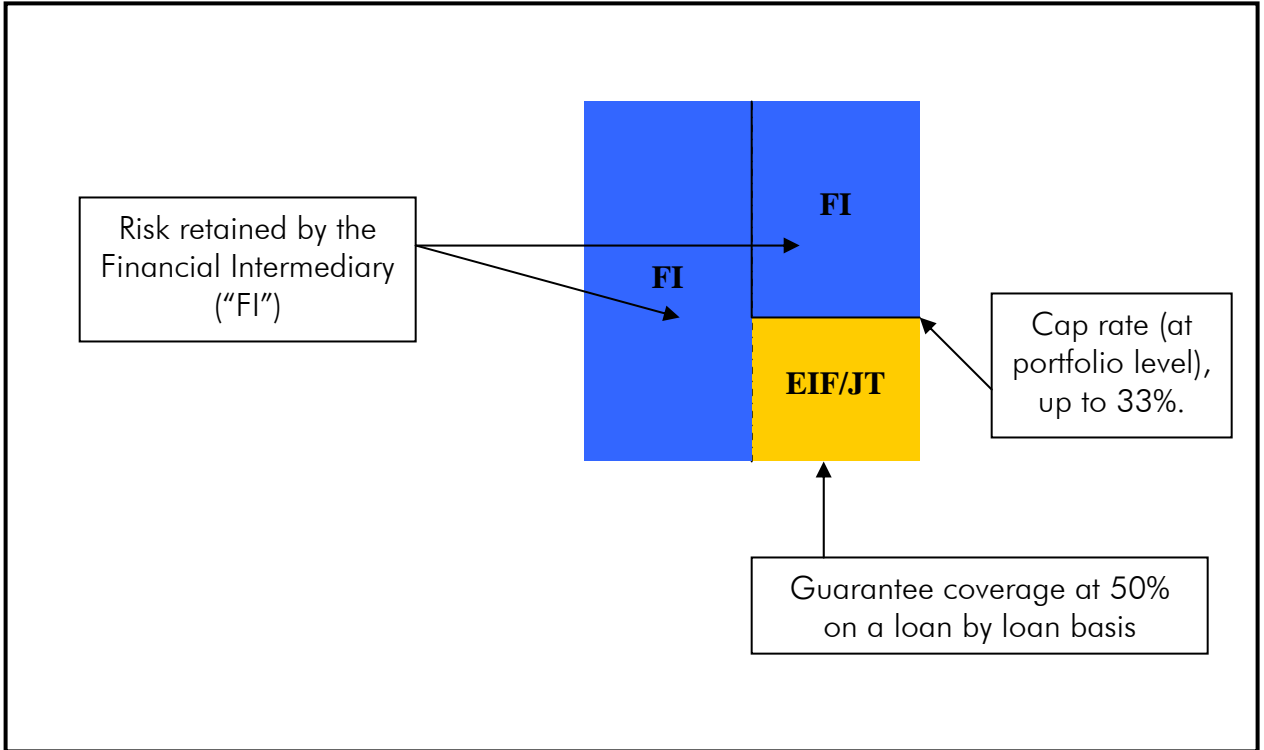 Risk retained by the
Financial Intermediary
(“FI”)
FI
FI
EIF/JT
Cap rate (at
portfolio level),
up to 33%.
Guarantee coverage at 50%
on a loan by loan basis